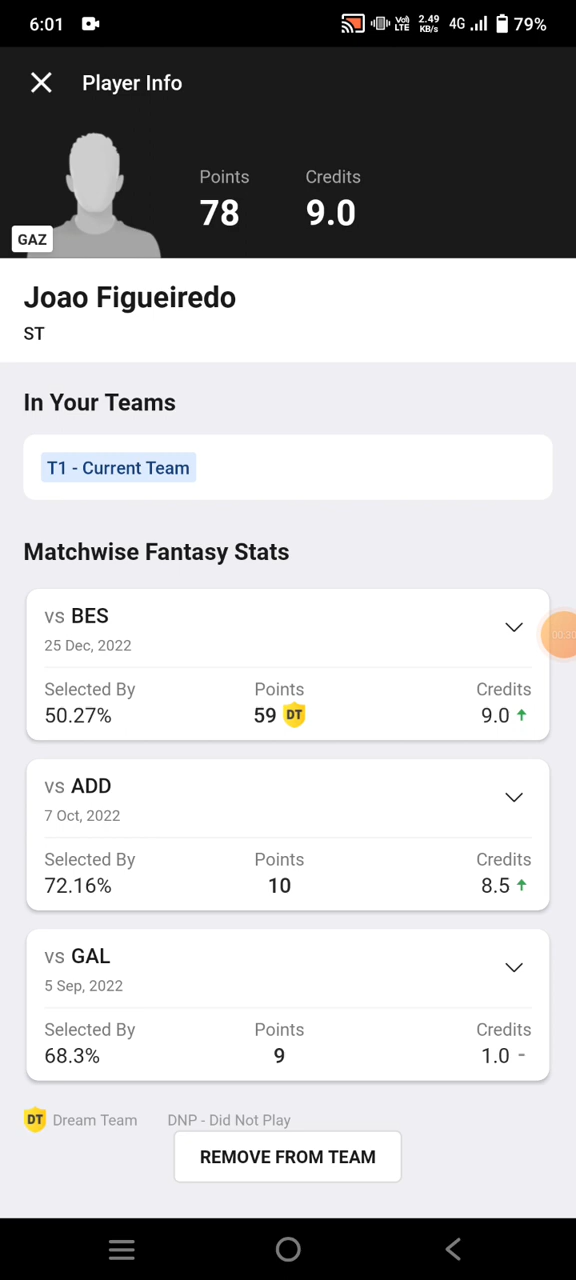 6:01 Vo) LTE 2.49 KB/s 4G 79%
Player Info
Points Credits
78 9.0
GAZ
Joao Figueiredo
ST
In Your Teams
T1 - Current Team
Matchwise Fantasy Stats
vs BES
25 Dec, 2022
00:30
Selected By Points Credits
50.27% 59 DT 9.0
vs ADD
7 Oct, 2022
Selected By Points Credits
72.16% 10 8.5
vs GAL
5 Sep, 2022
Selected By Points Credits
68.3% 9 1.0 -
DT Dream Team DNP - Did Not Play
REMOVE FROM TEAM